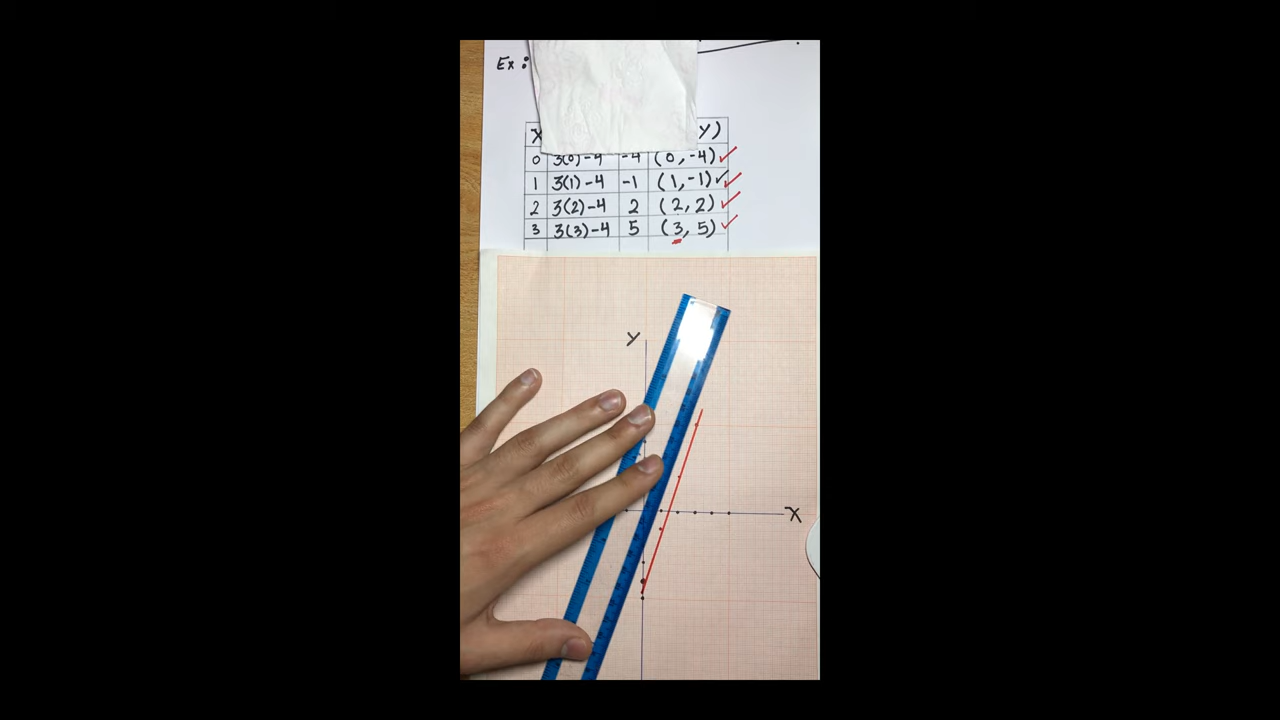 Ex:
X Y)
0 3(0)-4 -4 (0,-4) ✓
1 3(1)-4 -1 (1,-1) ✓ ✓
2 3(2)-4 2 (2, 2) ✓
3 3(3)-4 5 (3, 5) ✓
Y
X